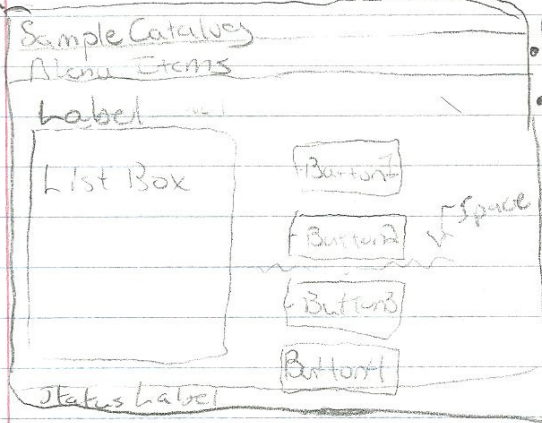 Sample Catalog
Menu Items
Label
List Box
Button1
Button2
Space
Button3
Button4
Status Label